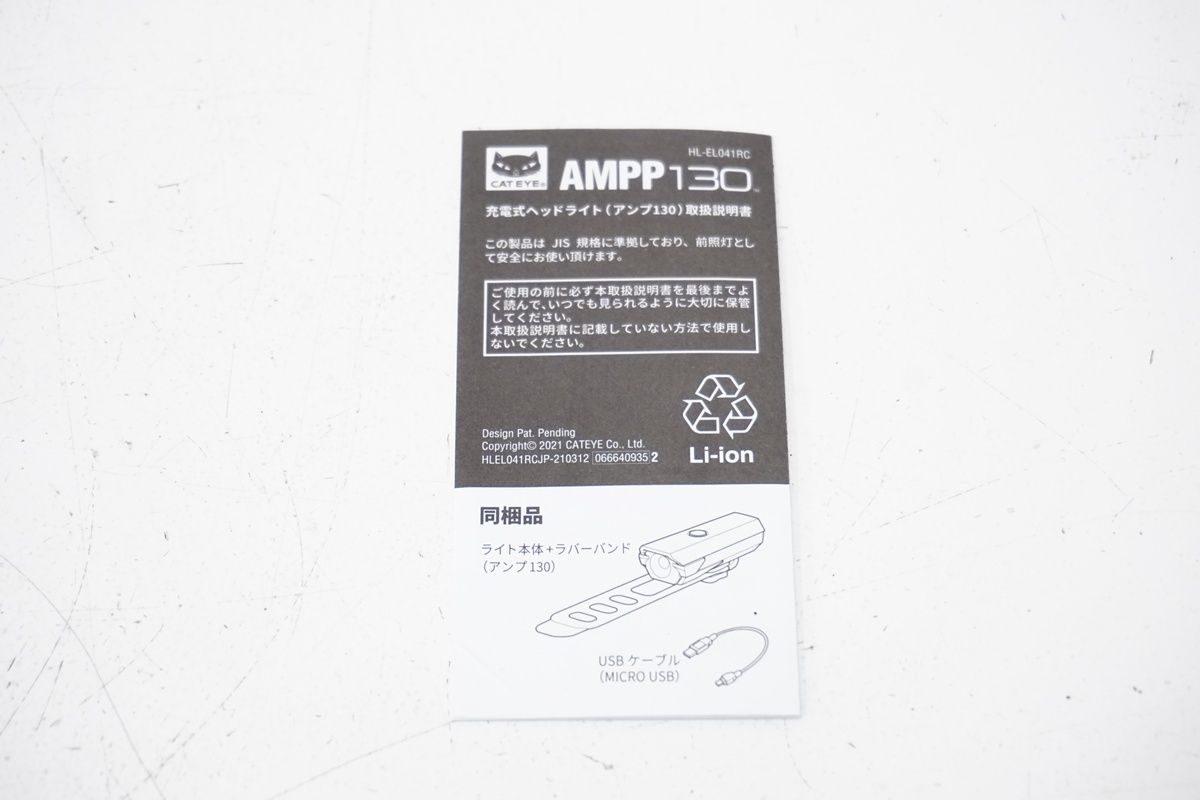 CAT EYE®
HL-EL041RC
AMPP130™
充電式ヘッドライト(アンプ130)取扱説明書
この製品は JIS 規格に準拠しており、前照灯とし
て安全にお使い頂けます。
ご使用の前に必ず本取扱説明書を最後までよ
く読んで、いつでも見られるように大切に保管
してください。
本取扱説明書に記載していない方法で使用し
ないでください。
Design Pat. Pending
Copyright© 2021 CATEYE Co., Ltd.
HLEL041RCJP-210312 066640935 2
Li-ion
同梱品
ライト本体+ラバーバンド
(アンプ130)
USB ケーブル
(MICRO USB)